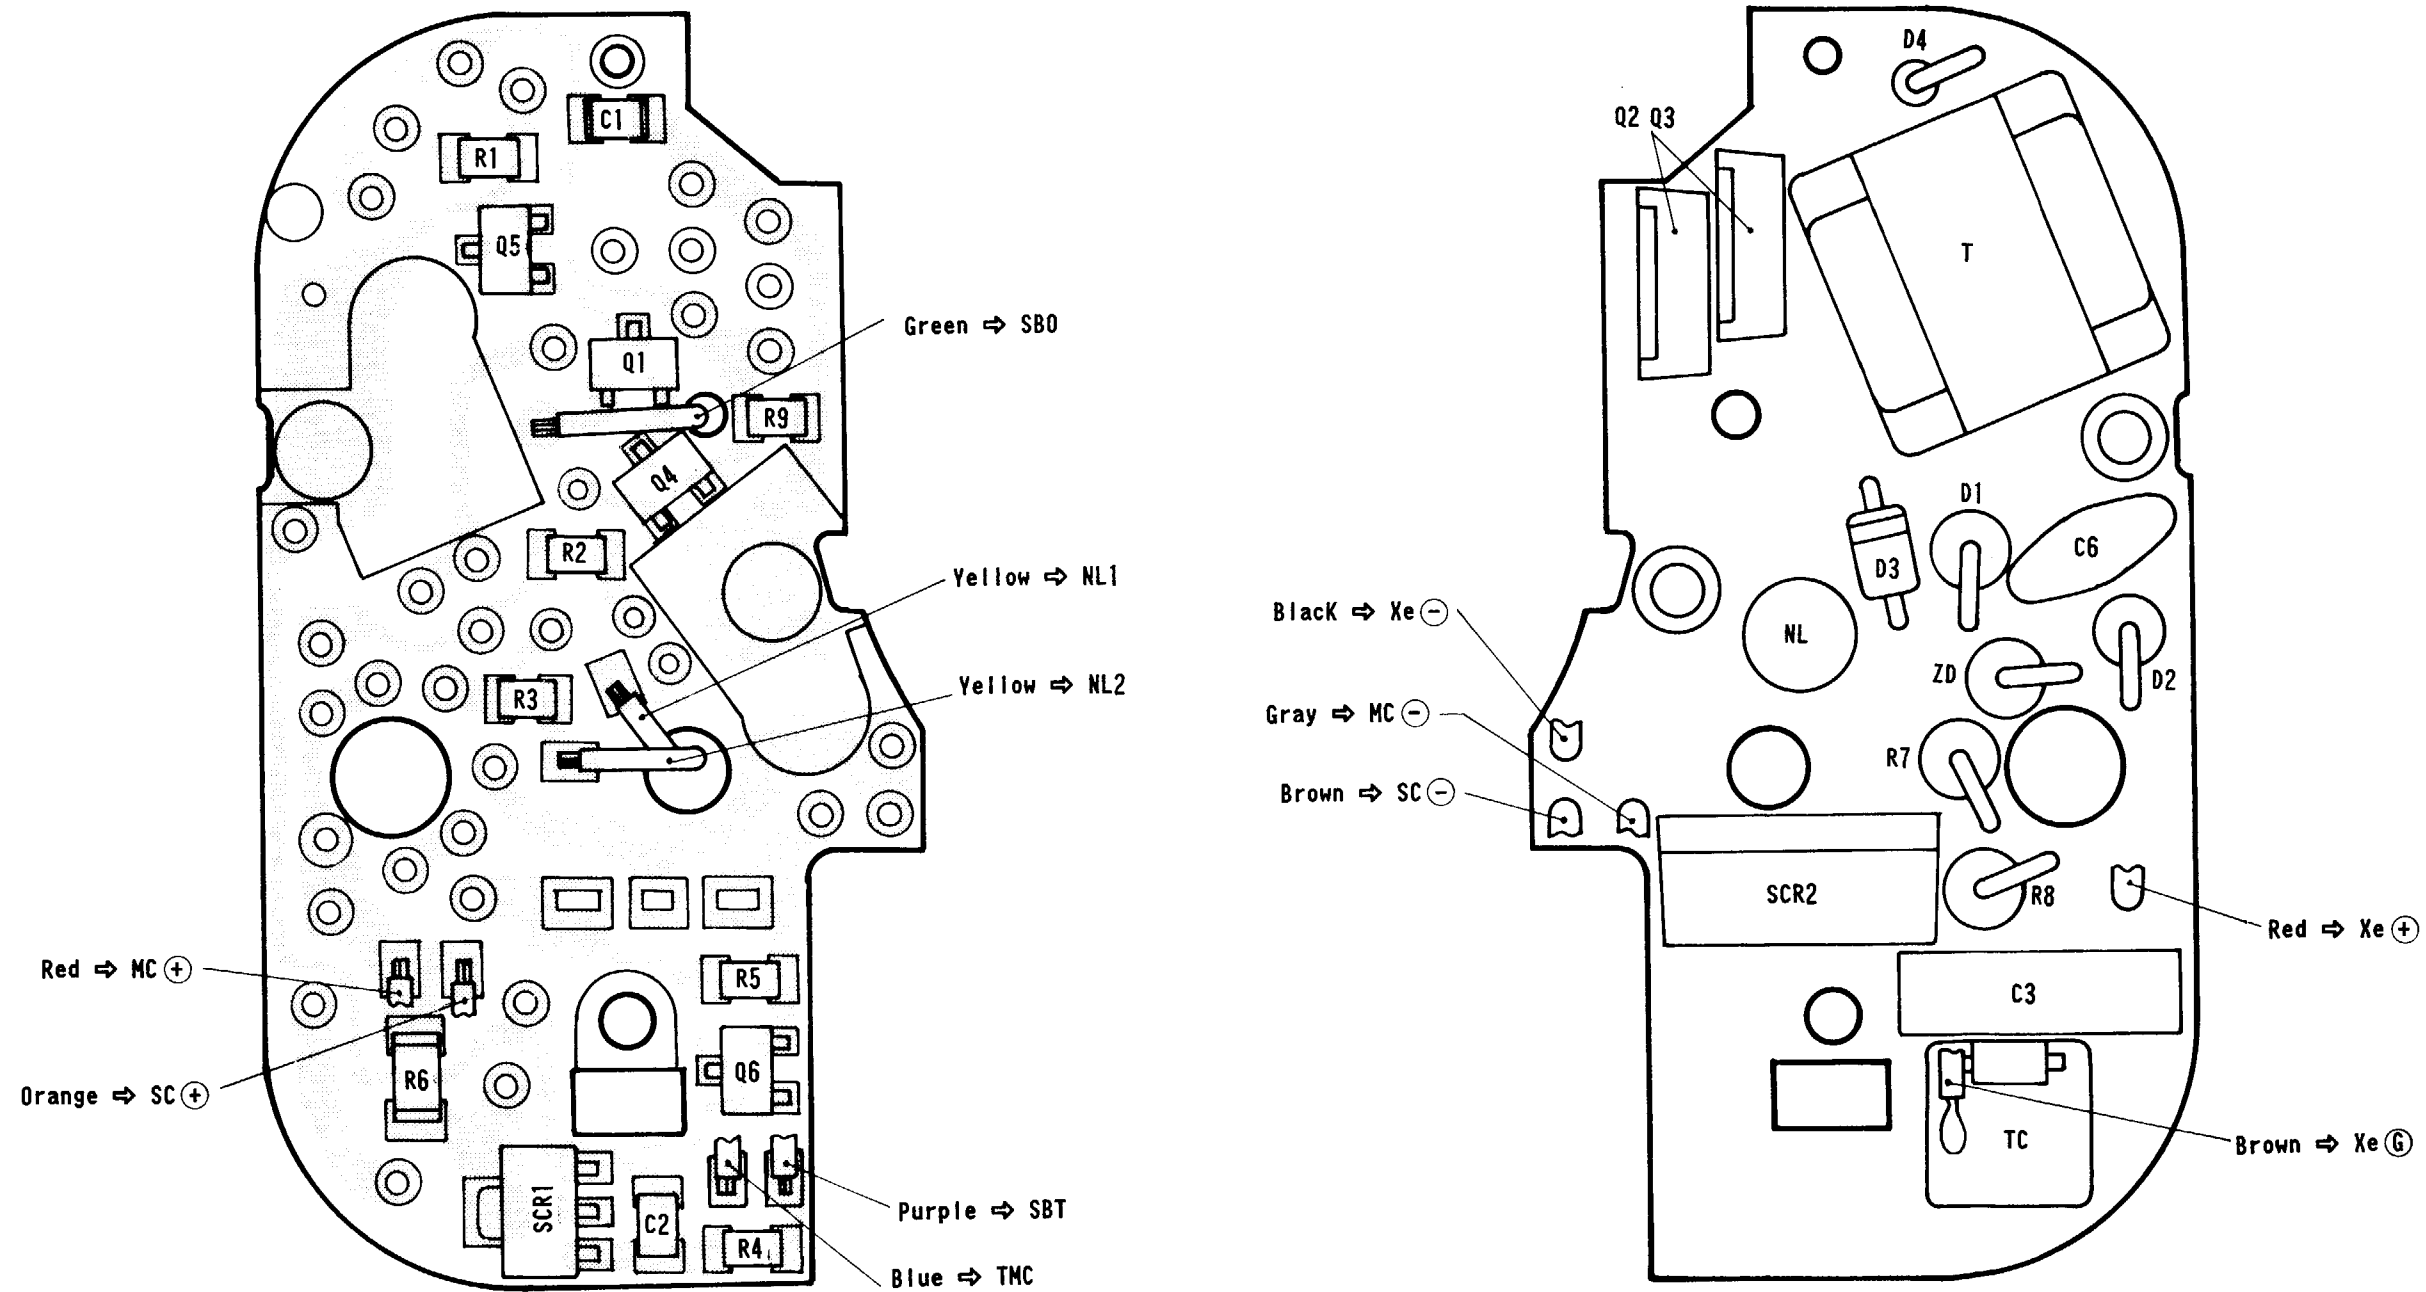 C1
R1
Q5
Q1
Green ⇨ SBO
R9
Q4
R2
Yellow ⇨ NL1
R3
Yellow ⇨ NL2
Red ⇨ MC⊕
R5
R6
Q6
Orange ⇨ SC⊕
SCR1
C2
R4
Purple ⇨ SBT
Blue ⇨ TMC
D4
Q2 Q3
T
D1
C6
D3
BlacK ⇨ Xe⊖
NL
ZD
D2
Gray ⇨ MC⊖
R7
Brown ⇨ SC⊖
SCR2
R8
Red ⇨ Xe⊕
C3
TC
Brown ⇨ XeⒼ